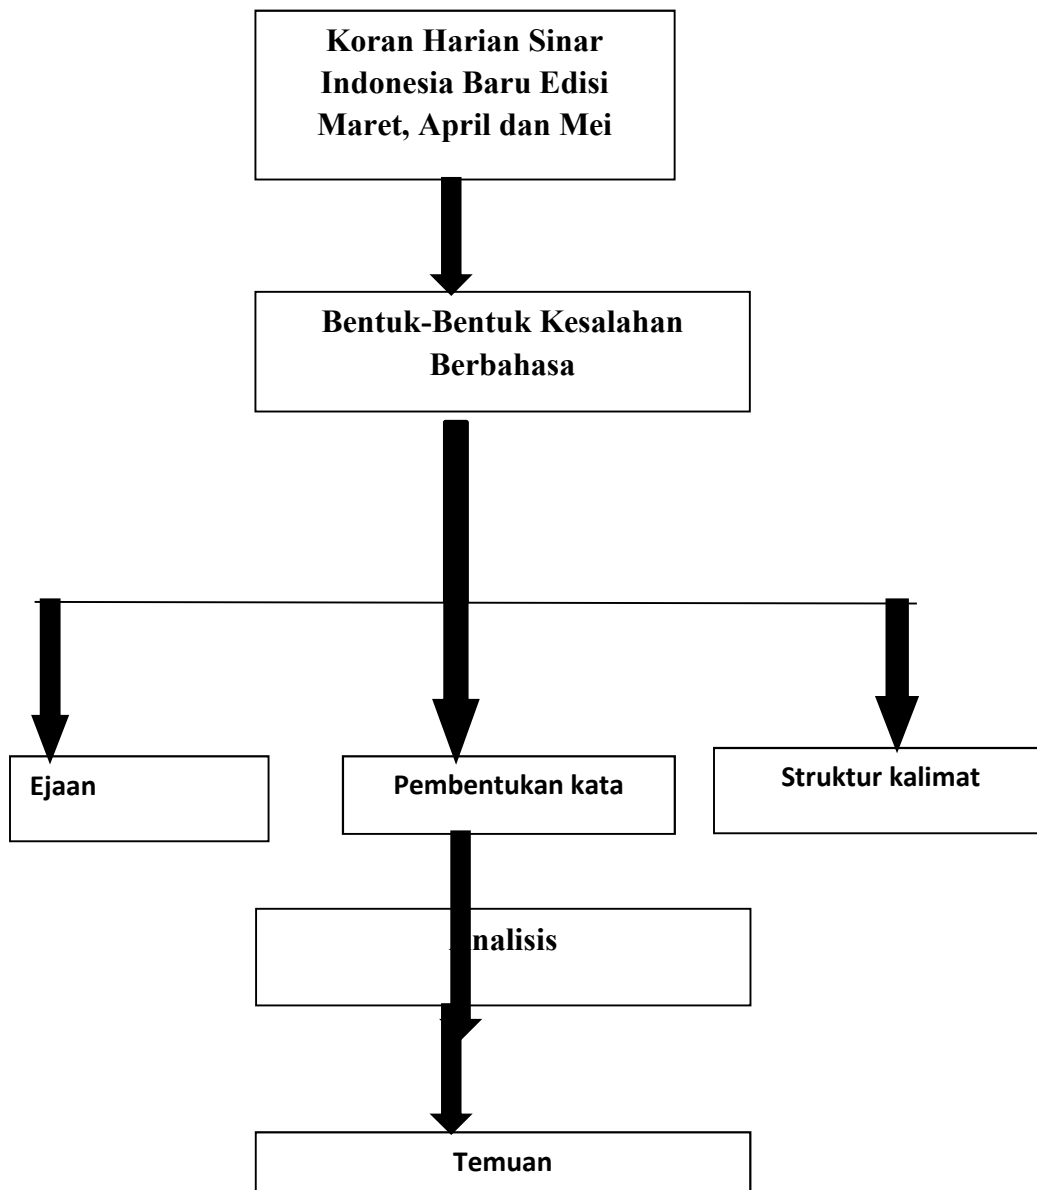 Koran Harian Sinar
Indonesia Baru Edisi
Maret, April dan Mei
Bentuk-Bentuk Kesalahan
Berbahasa
Ejaan
Pembentukan kata
Struktur kalimat
Analisis
Temuan